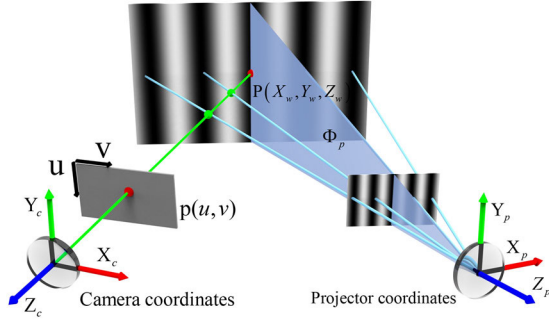 P(X_w, Y_w, Z_w
Φ_p
v
u
p(u,v)
Y_c
X_c
Z_c
Camera coordinates
Y_p
X_p
Z_p
Projector coordinates